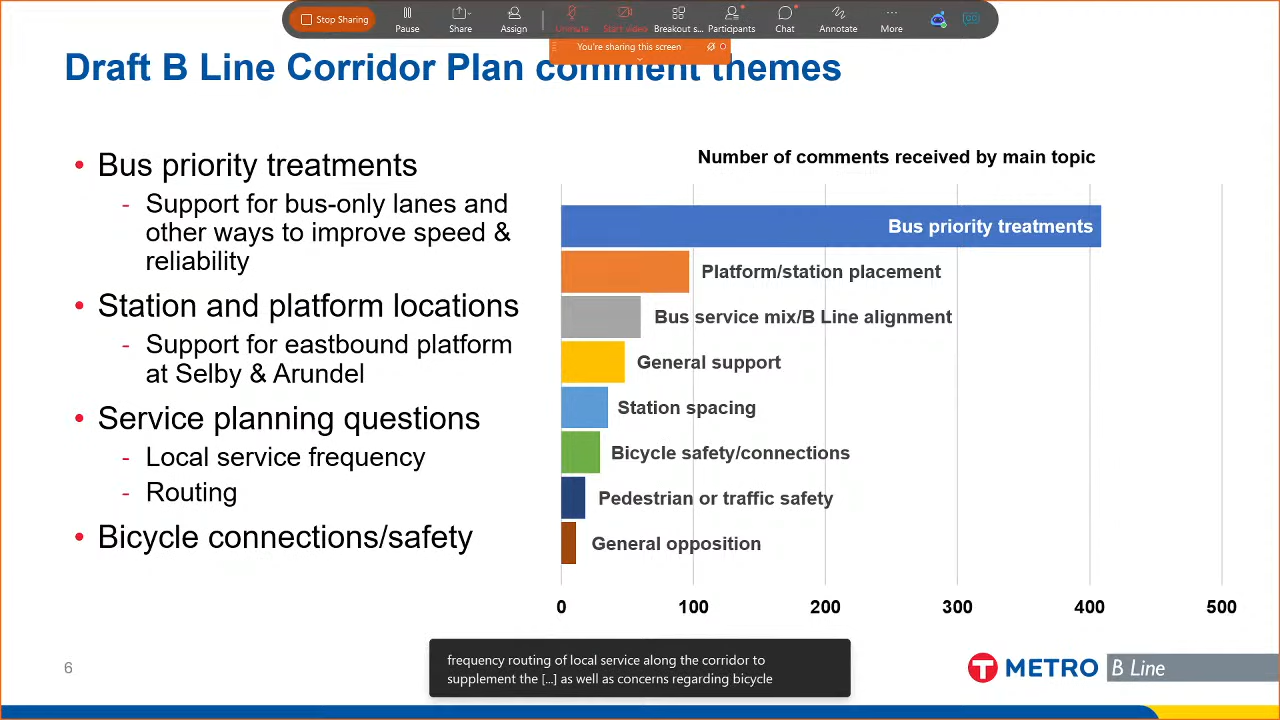 Stop Sharing
Pause
Share
Assign
Unmute
Start video
Breakout s...
Participants
Chat
Annotate
More
CC
You're sharing this screen
Draft B Line Corridor Plan comment themes
• Bus priority treatments
- Support for bus-only lanes and
other ways to improve speed &
reliability
• Station and platform locations
- Support for eastbound platform
at Selby & Arundel
• Service planning questions
- Local service frequency
- Routing
• Bicycle connections/safety
Number of comments received by main topic
Bus priority treatments
Platform/station placement
Bus service mix/B Line alignment
General support
Station spacing
Bicycle safety/connections
Pedestrian or traffic safety
General opposition
0 100 200 300 400 500
frequency routing of local service along the corridor to
supplement the [...] as well as concerns regarding bicycle
6
T METRO B Line